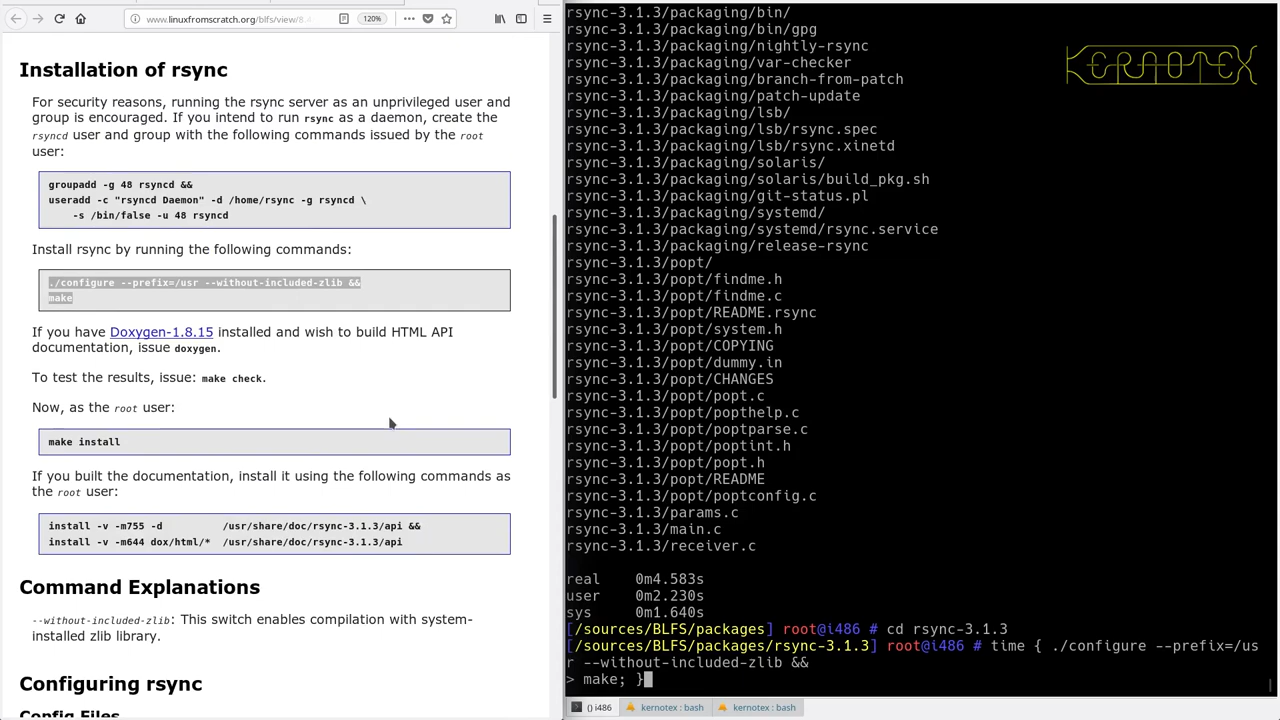 www.linuxfromscratch.org/blfs/view/8.4
120%
Installation of rsync
For security reasons, running the rsync server as an unprivileged user and
group is encouraged. If you intend to run rsync as a daemon, create the
rsyncd user and group with the following commands issued by the root
user:
groupadd -g 48 rsyncd &&
useradd -c "rsyncd Daemon" -d /home/rsync -g rsyncd \
-s /bin/false -u 48 rsyncd
Install rsync by running the following commands:
./configure --prefix=/usr --without-included-zlib &&
make
If you have Doxygen-1.8.15 installed and wish to build HTML API
documentation, issue doxygen.
To test the results, issue: make check.
Now, as the root user:
make install
If you built the documentation, install it using the following commands as
the root user:
install -v -m755 -d /usr/share/doc/rsync-3.1.3/api &&
install -v -m644 dox/html/* /usr/share/doc/rsync-3.1.3/api
Command Explanations
--without-included-zlib: This switch enables compilation with system-
installed zlib library.
Configuring rsync
Config Files
rsync-3.1.3/packaging/bin/
rsync-3.1.3/packaging/bin/gpg
rsync-3.1.3/packaging/nightly-rsync
rsync-3.1.3/packaging/var-checker
rsync-3.1.3/packaging/branch-from-patch
rsync-3.1.3/packaging/patch-update
rsync-3.1.3/packaging/lsb/
rsync-3.1.3/packaging/lsb/rsync.spec
rsync-3.1.3/packaging/lsb/rsync.xinetd
rsync-3.1.3/packaging/solaris/
rsync-3.1.3/packaging/solaris/build_pkg.sh
rsync-3.1.3/packaging/git-status.pl
rsync-3.1.3/packaging/systemd/
rsync-3.1.3/packaging/systemd/rsync.service
rsync-3.1.3/packaging/release-rsync
rsync-3.1.3/popt/
rsync-3.1.3/popt/findme.h
rsync-3.1.3/popt/findme.c
rsync-3.1.3/popt/README.rsync
rsync-3.1.3/popt/system.h
rsync-3.1.3/popt/COPYING
rsync-3.1.3/popt/dummy.in
rsync-3.1.3/popt/CHANGES
rsync-3.1.3/popt/popt.c
rsync-3.1.3/popt/popthelp.c
rsync-3.1.3/popt/poptparse.c
rsync-3.1.3/popt/poptint.h
rsync-3.1.3/popt/popt.h
rsync-3.1.3/popt/README
rsync-3.1.3/popt/poptconfig.c
rsync-3.1.3/params.c
rsync-3.1.3/main.c
rsync-3.1.3/receiver.c
real 0m4.583s
user 0m2.230s
sys 0m1.640s
[/sources/BLFS/packages] root@i486 # cd rsync-3.1.3
[/sources/BLFS/packages/rsync-3.1.3] root@i486 # time { ./configure --prefix=/us
r --without-included-zlib &&
> make; }
KERNOTEX
() i486
kernotex : bash
kernotex : bash